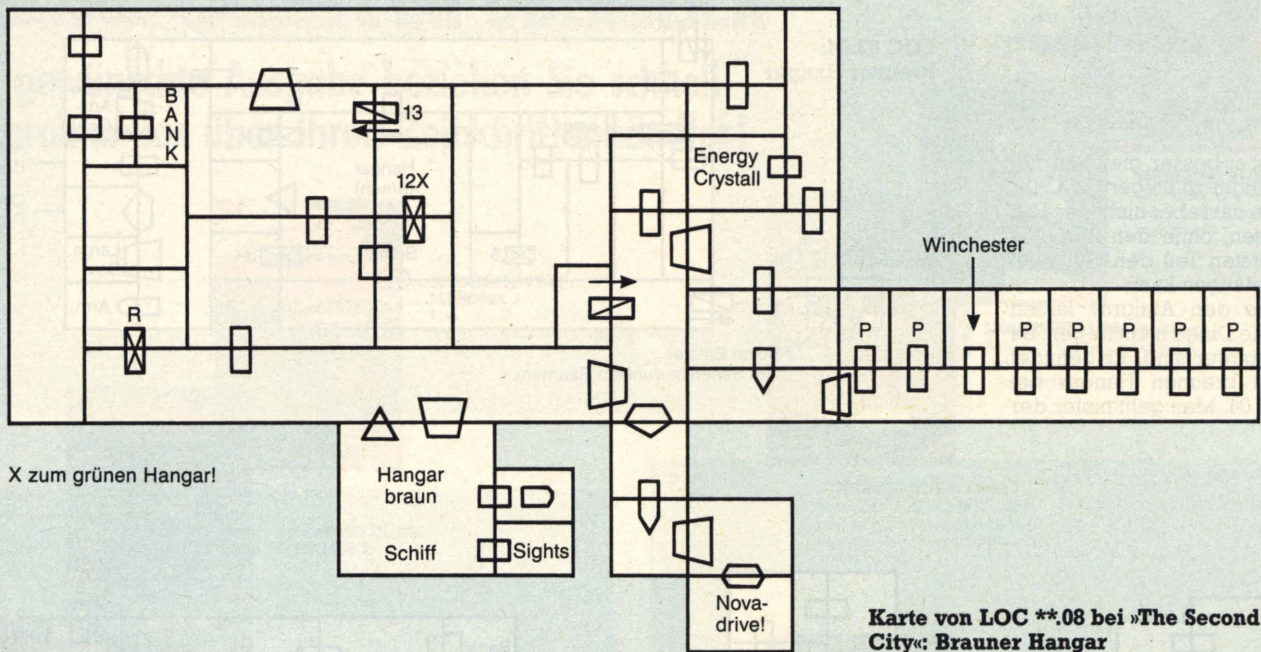 BANK
13
12X
Energy
Crystall
Winchester
R
P
P
P
P
P
P
P
X zum grünen Hangar!
Hangar
braun
Schiff
Sights
Nova-
drive!
Karte von LOC **.08 bei »The Second
City«: Brauner Hangar